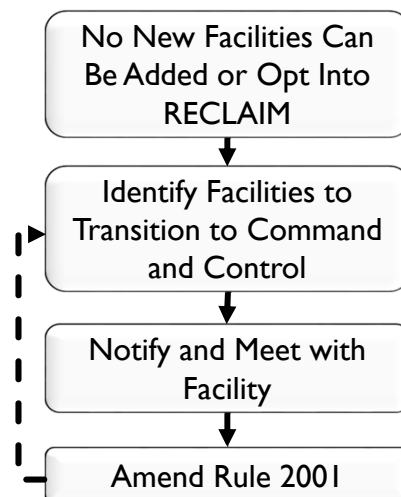 No New Facilities Can
Be Added or Opt Into
RECLAIM
Identify Facilities to
Transition to Command
and Control
Notify and Meet with
Facility
Amend Rule 2001